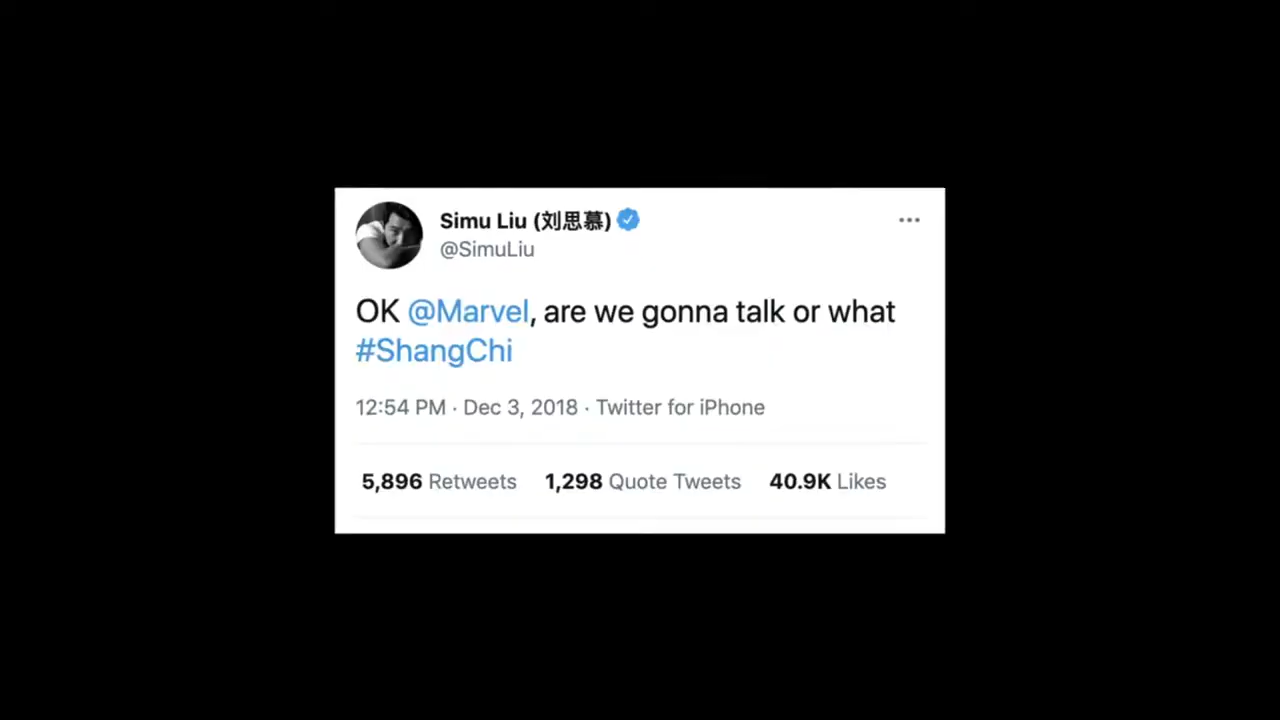 Simu Liu (刘思慕)
@SimuLiu
OK @Marvel, are we gonna talk or what
#ShangChi
12:54 PM · Dec 3, 2018 · Twitter for iPhone
5,896 Retweets 1,298 Quote Tweets 40.9K Likes